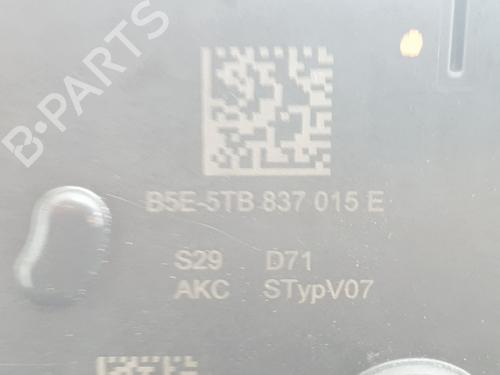 B-PARTS
B5E-5TB 837 015 E
S29 D71
AKC STypV07